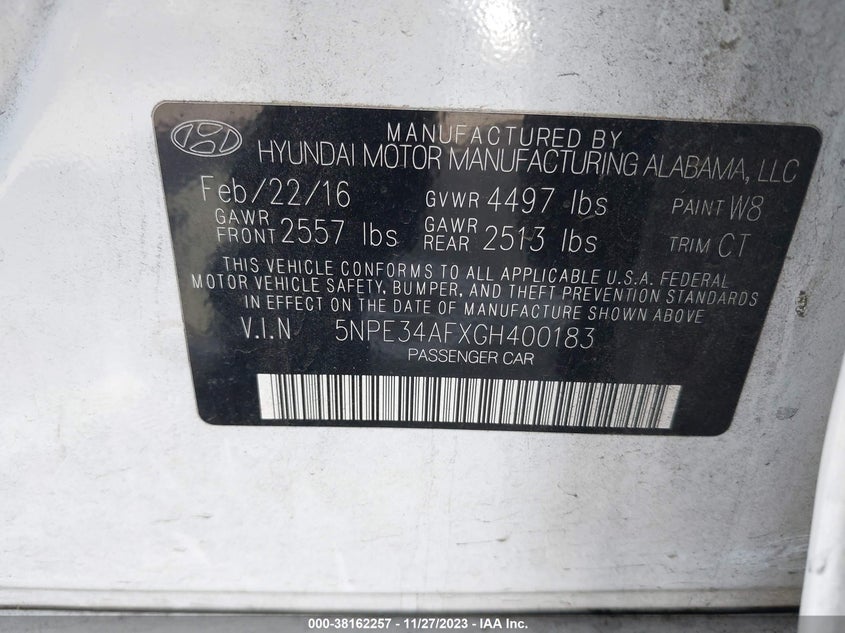 MANUFACTURED BY
HYUNDAI MOTOR MANUFACTURING ALABAMA, LLC
Feb/22/16 GVWR 4497 lbs PAINT W8
GAWR FRONT 2557 lbs GAWR REAR 2513 lbs TRIM CT
THIS VEHICLE CONFORMS TO ALL APPLICABLE U.S.A. FEDERAL
MOTOR VEHICLE SAFETY, BUMPER, AND THEFT PREVENTION STANDARDS
IN EFFECT ON THE DATE OF MANUFACTURE SHOWN ABOVE
V.I.N 5NPE34AFXGH400183
PASSENGER CAR
000-38162257 - 11/27/2023 - IAA Inc.